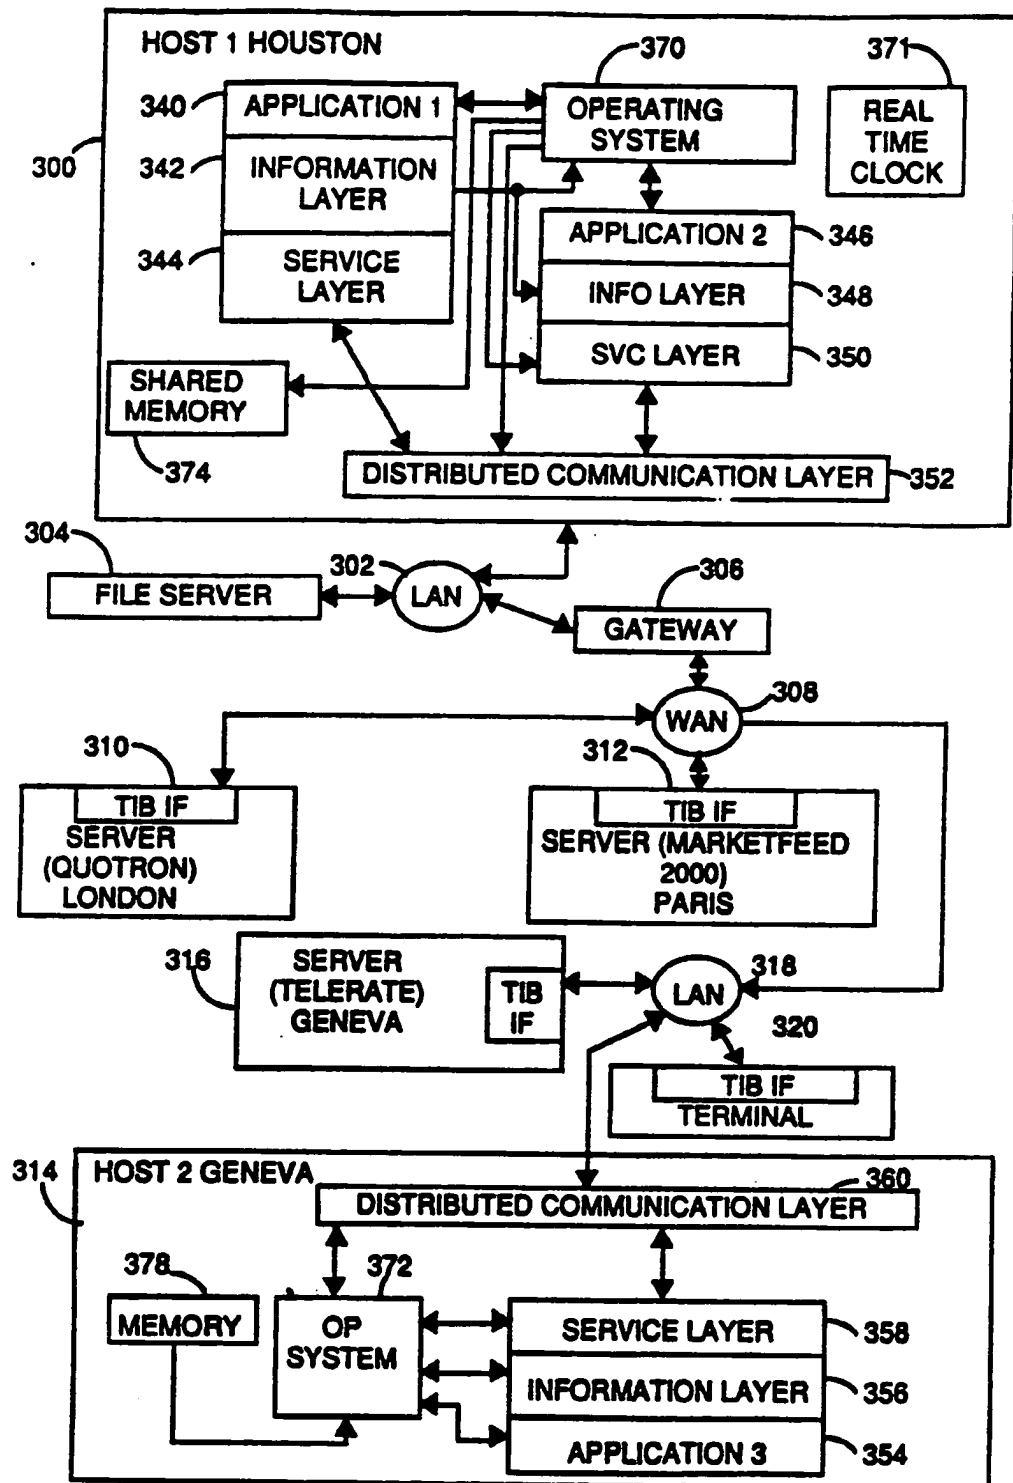 HOST 1 HOUSTON
370
371
340
APPLICATION 1
OPERATING
SYSTEM
REAL
TIME
CLOCK
300
342
INFORMATION
LAYER
344
SERVICE
LAYER
APPLICATION 2
346
INFO LAYER
348
SVC LAYER
350
SHARED
MEMORY
374
DISTRIBUTED COMMUNICATION LAYER
352
304
FILE SERVER
302
LAN
306
GATEWAY
308
WAN
310
TIB IF
SERVER
(QUOTRON)
LONDON
312
TIB IF
SERVER (MARKETFEED
2000)
PARIS
316
SERVER
(TELERATE)
GENEVA
TIB
IF
318
LAN
320
TIB IF
TERMINAL
314
HOST 2 GENEVA
360
DISTRIBUTED COMMUNICATION LAYER
378
MEMORY
372
OP
SYSTEM
SERVICE LAYER
358
INFORMATION LAYER
356
APPLICATION 3
354